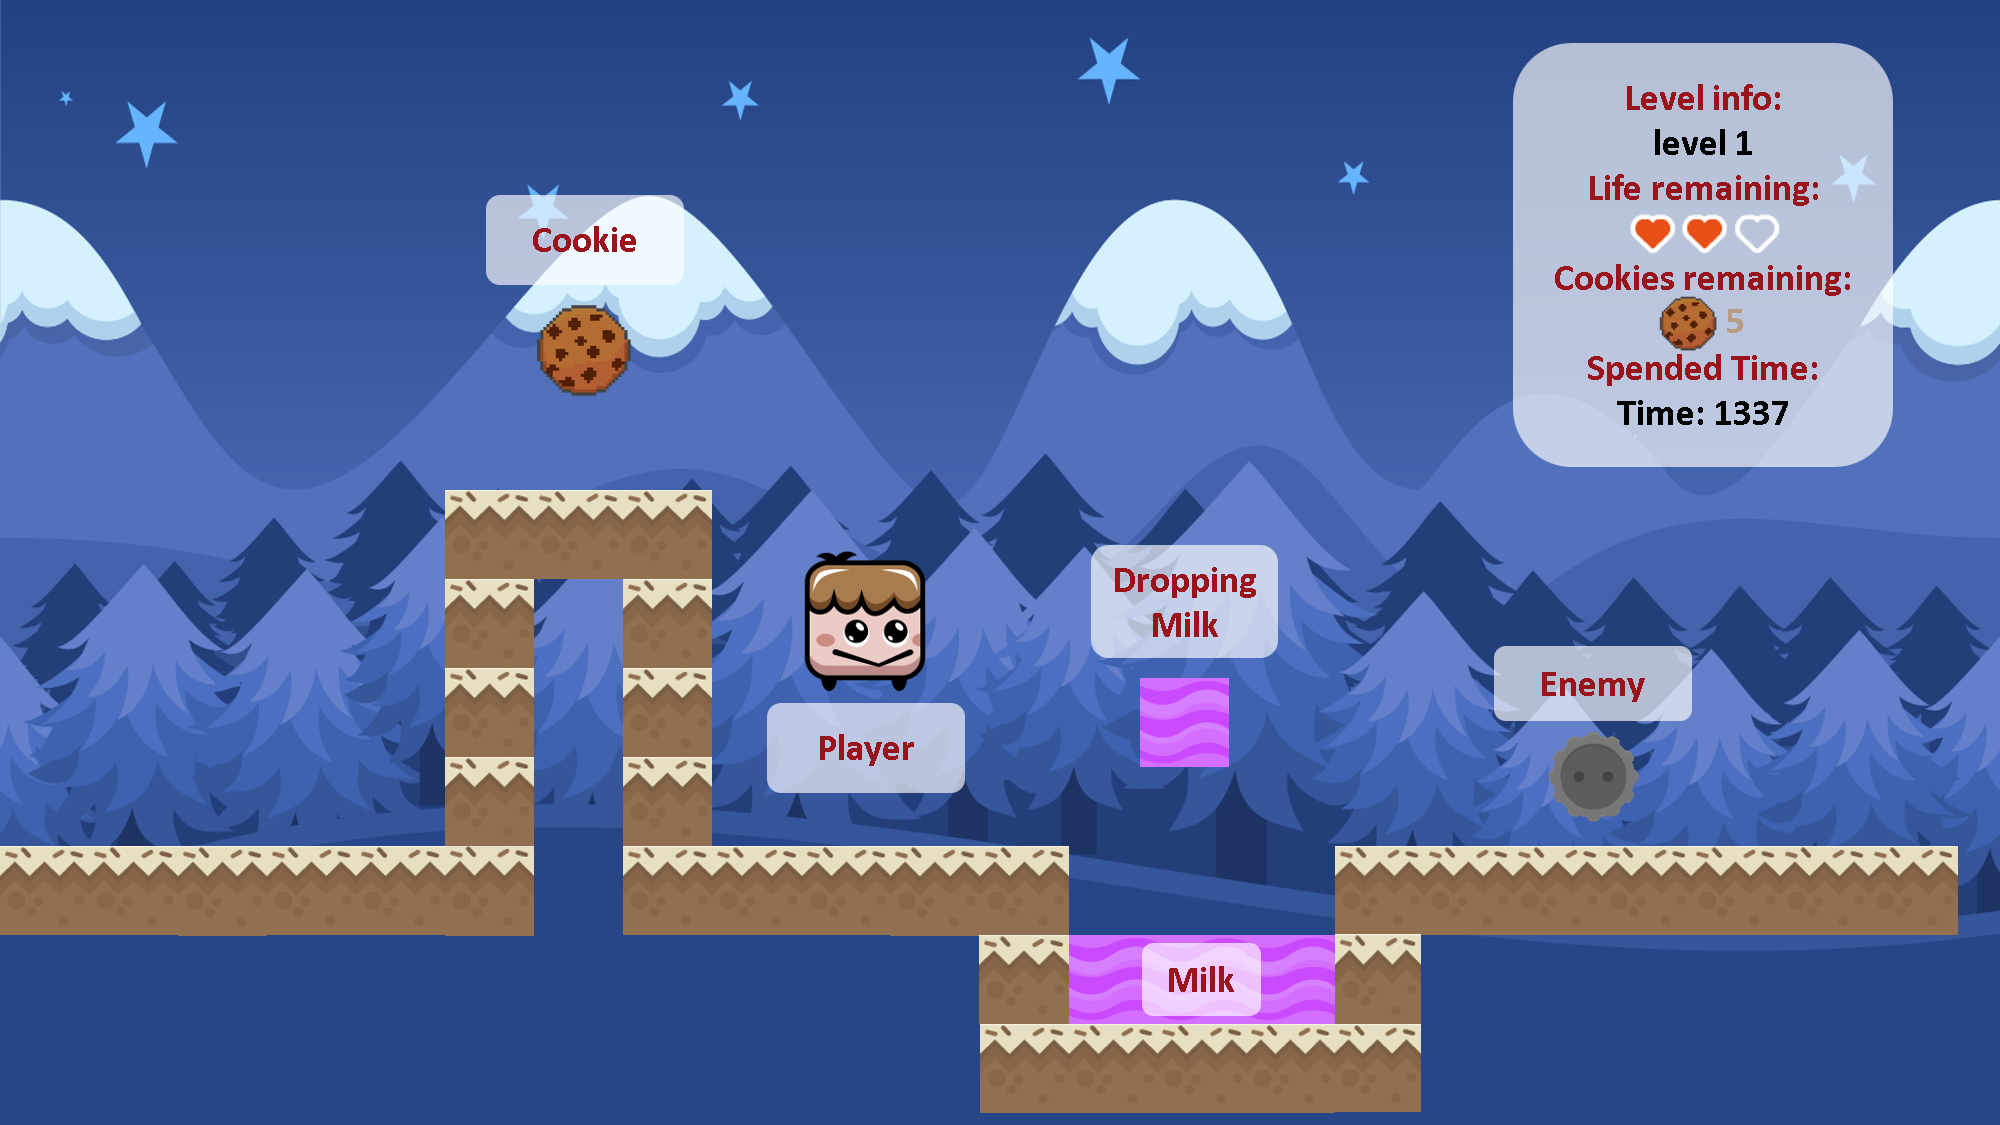 Level info:
level 1
Life remaining:
Cookies remaining:
5
Spended Time:
Time: 1337
Cookie
Dropping
Milk
Enemy
Player
Milk